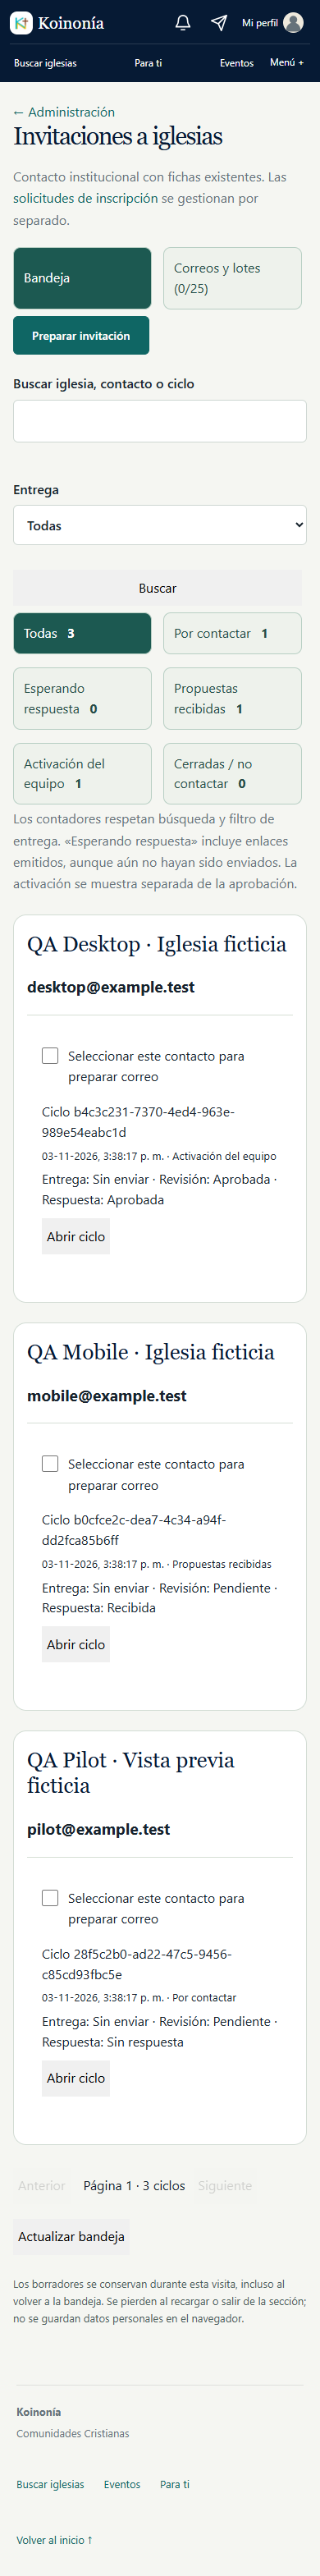 Koinonía
Mi perfil
Buscar iglesias
Para ti
Eventos
Menú +
← Administración
Invitaciones a iglesias
Contacto institucional con fichas existentes. Las
solicitudes de inscripción se gestionan por
separado.
Bandeja
Correos y lotes
(0/25)
Preparar invitación
Buscar iglesia, contacto o ciclo
Entrega
Todas
Buscar
Todas 3
Por contactar 1
Esperando
respuesta 0
Propuestas
recibidas 1
Activación del
equipo 1
Cerradas / no
contactar 0
Los contadores respetan búsqueda y filtro de
entrega. «Esperando respuesta» incluye enlaces
emitidos, aunque aún no hayan sido enviados. La
activación se muestra separada de la aprobación.
QA Desktop · Iglesia ficticia
desktop@example.test
Seleccionar este contacto para
preparar correo
Ciclo b4c3c231-7370-4ed4-963e-
989e54eabc1d
03-11-2026, 3:38:17 p. m. · Activación del equipo
Entrega: Sin enviar · Revisión: Aprobada ·
Respuesta: Aprobada
Abrir ciclo
QA Mobile · Iglesia ficticia
mobile@example.test
Seleccionar este contacto para
preparar correo
Ciclo b0cfce2c-dea7-4c34-a94f-
dd2fca85b6ff
03-11-2026, 3:38:17 p. m. · Propuestas recibidas
Entrega: Sin enviar · Revisión: Pendiente ·
Respuesta: Recibida
Abrir ciclo
QA Pilot · Vista previa
ficticia
pilot@example.test
Seleccionar este contacto para
preparar correo
Ciclo 28f5c2b0-ad22-47c5-9456-
c85cd93fbc5e
03-11-2026, 3:38:17 p. m. · Por contactar
Entrega: Sin enviar · Revisión: Pendiente ·
Respuesta: Sin respuesta
Abrir ciclo
Anterior
Página 1 · 3 ciclos
Siguiente
Actualizar bandeja
Los borradores se conservan durante esta visita, incluso al
volver a la bandeja. Se pierden al recargar o salir de la sección;
no se guardan datos personales en el navegador.
Koinonía
Comunidades Cristianas
Buscar iglesias
Eventos
Para ti
Volver al inicio ↑